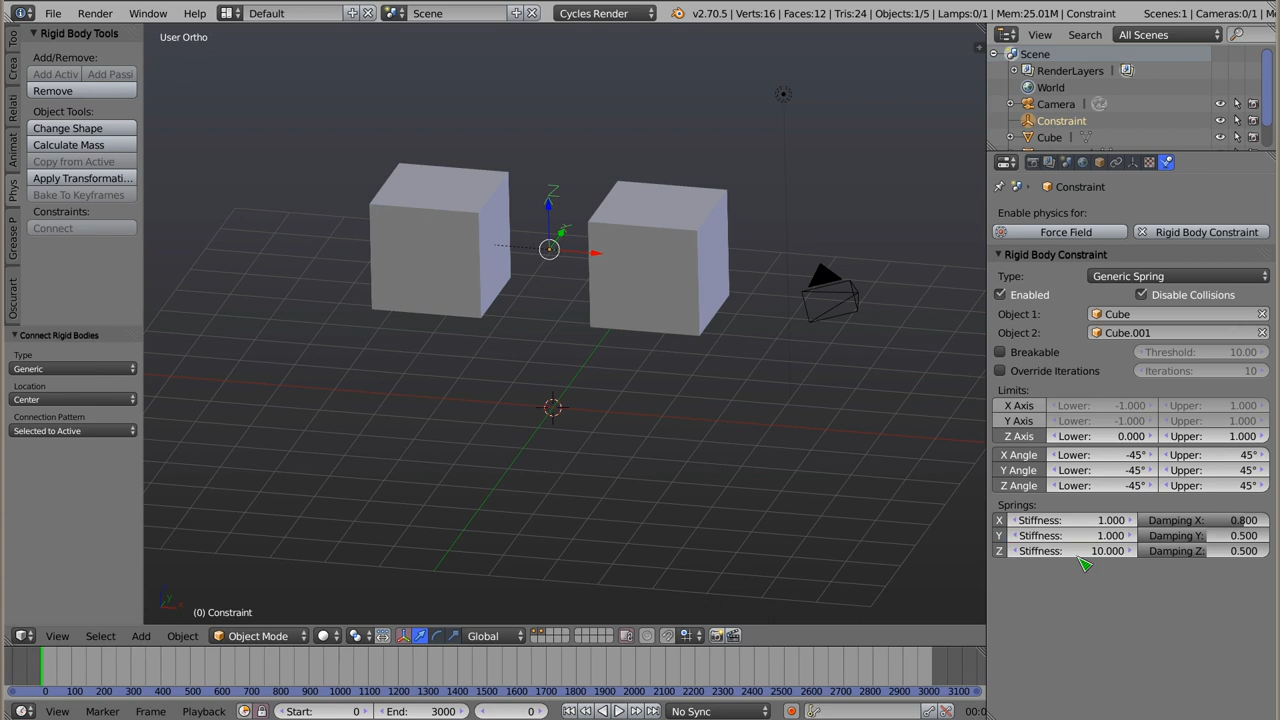 File Render Window Help Default Scene Cycles Render v2.70.5 | Verts:16 | Faces:12 | Tris:24 | Objects:1/5 | Lamps:0/1 | Mem:25.01M | Constraint Scenes:1 | Cameras:0/1 |
User Ortho
Rigid Body Tools
Add/Remove:
Add Activ Add Passi
Remove
Object Tools:
Change Shape
Calculate Mass
Copy from Active
Apply Transformati...
Bake To Keyframes
Constraints:
Connect
Too
Crea
Relati
Animat
Phys
Grease P
Oscurart
Connect Rigid Bodies
Type
Generic
Location
Center
Connection Pattern
Selected to Active
(0) Constraint
View Search All Scenes
Scene
RenderLayers
World
Camera
Constraint
Cube
Constraint
Enable physics for:
Force Field Rigid Body Constraint
Rigid Body Constraint
Type: Generic Spring
Enabled Disable Collisions
Object 1: Cube
Object 2: Cube.001
Breakable Threshold: 10.00
Override Iterations Iterations: 10
Limits:
X Axis Lower: -1.000 Upper: 1.000
Y Axis Lower: -1.000 Upper: 1.000
Z Axis Lower: 0.000 Upper: 1.000
X Angle Lower: -45° Upper: 45°
Y Angle Lower: -45° Upper: 45°
Z Angle Lower: -45° Upper: 45°
Springs:
X Stiffness: 1.000 Damping X: 0.800
Y Stiffness: 1.000 Damping Y: 0.500
Z Stiffness: 10.000 Damping Z: 0.500
View Select Add Object Object Mode Global
0 100 200 300 400 500 600 700 800 900 1000 1100 1200 1300 1400 1500 1600 1700 1800 1900 2000 2100 2200 2300 2400 2500 2600 2700 2800 2900 3000 3100
View Marker Frame Playback Start: 0 End: 3000 0 No Sync